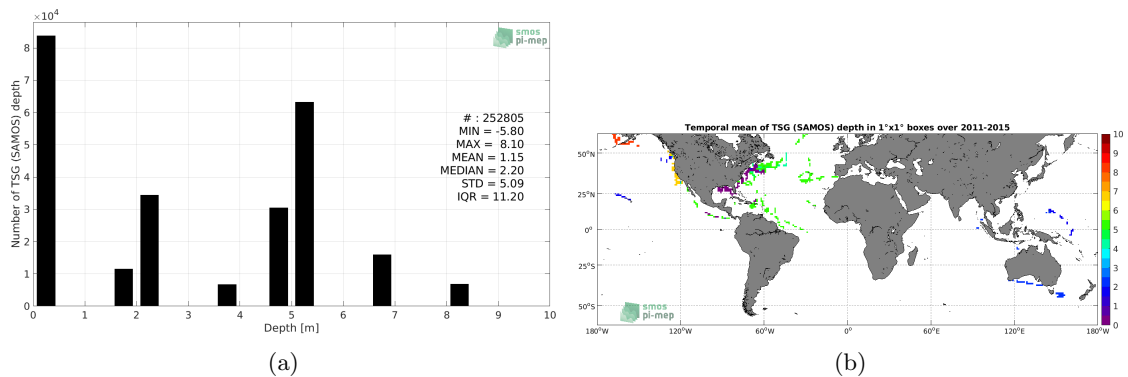 ×10⁴
9
8
7
6
5
4
3
2
1
0
Number of TSG (SAMOS) depth
smos
pi-mep
# : 252805
MIN = -5.80
MAX = 8.10
MEAN = 1.15
MEDIAN = 2.20
STD = 5.09
IQR = 11.20
0 1 2 3 4 5 6 7 8 9 10
Depth [m]
(a)
Temporal mean of TSG (SAMOS) depth in 1°x1° boxes over 2011-2015
50°N
25°N
0°
25°S
50°S
smos
pi-mep
180°W 120°W 60°W 0° 60°E 120°E 180°W
10
9
8
7
6
5
4
3
2
1
0
(b)